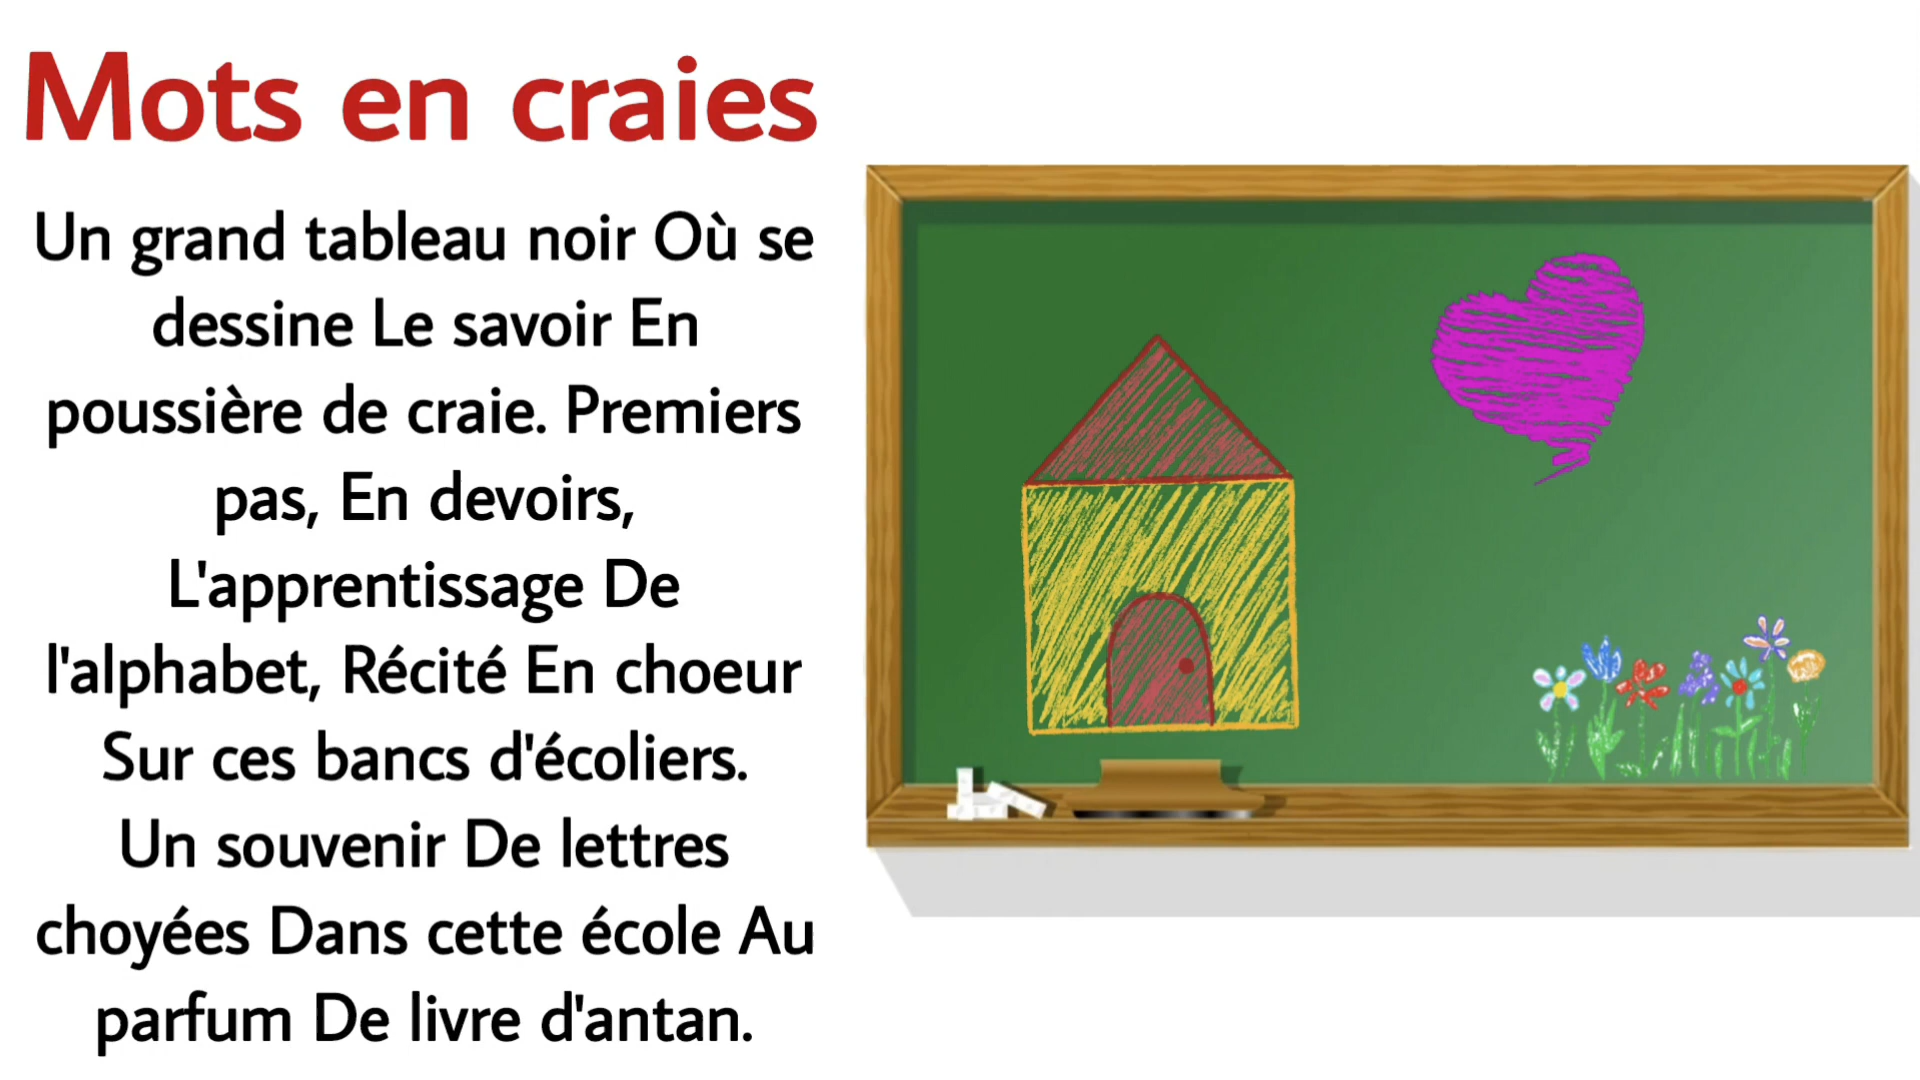 Mots en craies
Un grand tableau noir Où se
dessine Le savoir En
poussière de craie. Premiers
pas, En devoirs,
L'apprentissage De
l'alphabet, Récité En choeur
Sur ces bancs d'écoliers.
Un souvenir De lettres
choyées Dans cette école Au
parfum De livre d'antan.